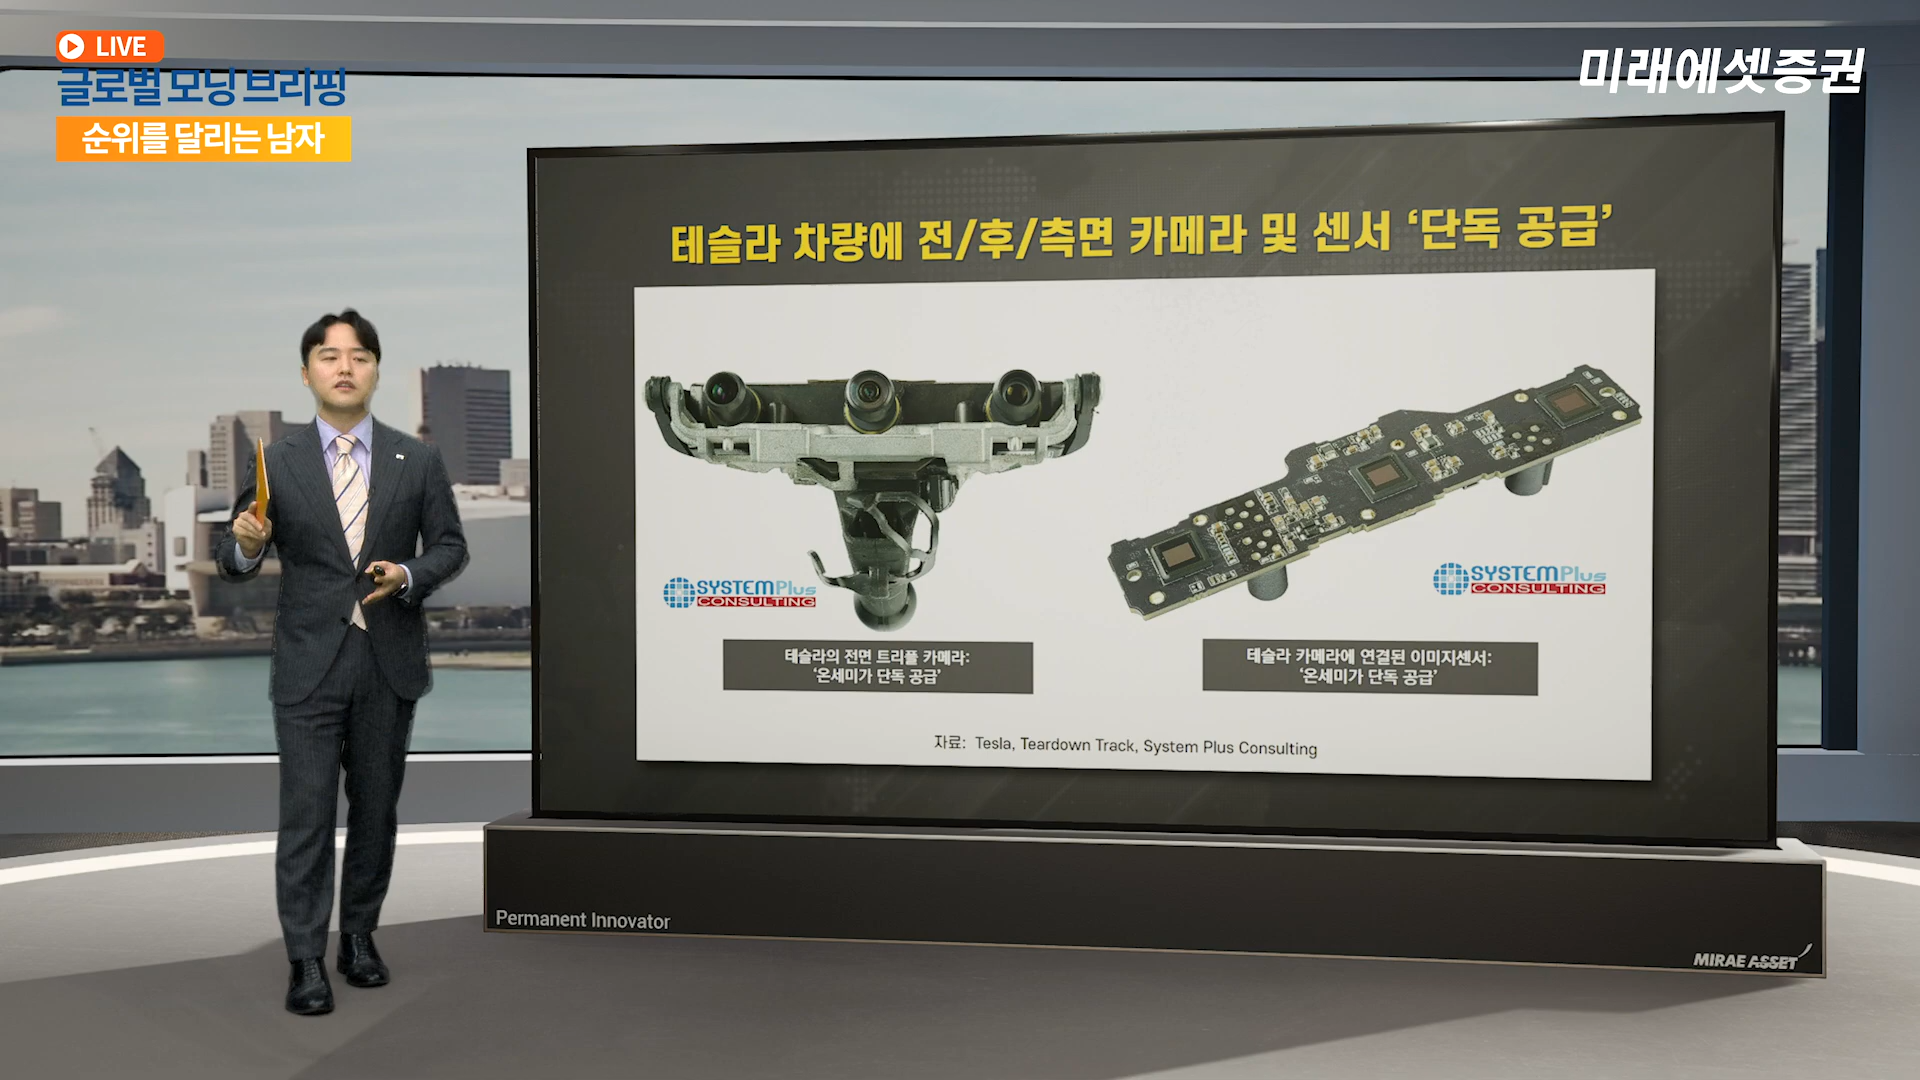 LIVE
글로벌 모닝 브리핑
순위를 달리는 남자
미래에셋증권
테슬라 차량에 전/후/측면 카메라 및 센서 ‘단독 공급’
SYSTEMPlus
CONSULTING
SYSTEMPlus
CONSULTING
테슬라의 전면 트리플 카메라:
‘온세미가 단독 공급’
테슬라 카메라에 연결된 이미지센서:
‘온세미가 단독 공급’
자료: Tesla, Teardown Track, System Plus Consulting
Permanent Innovator
MIRAE ASSET